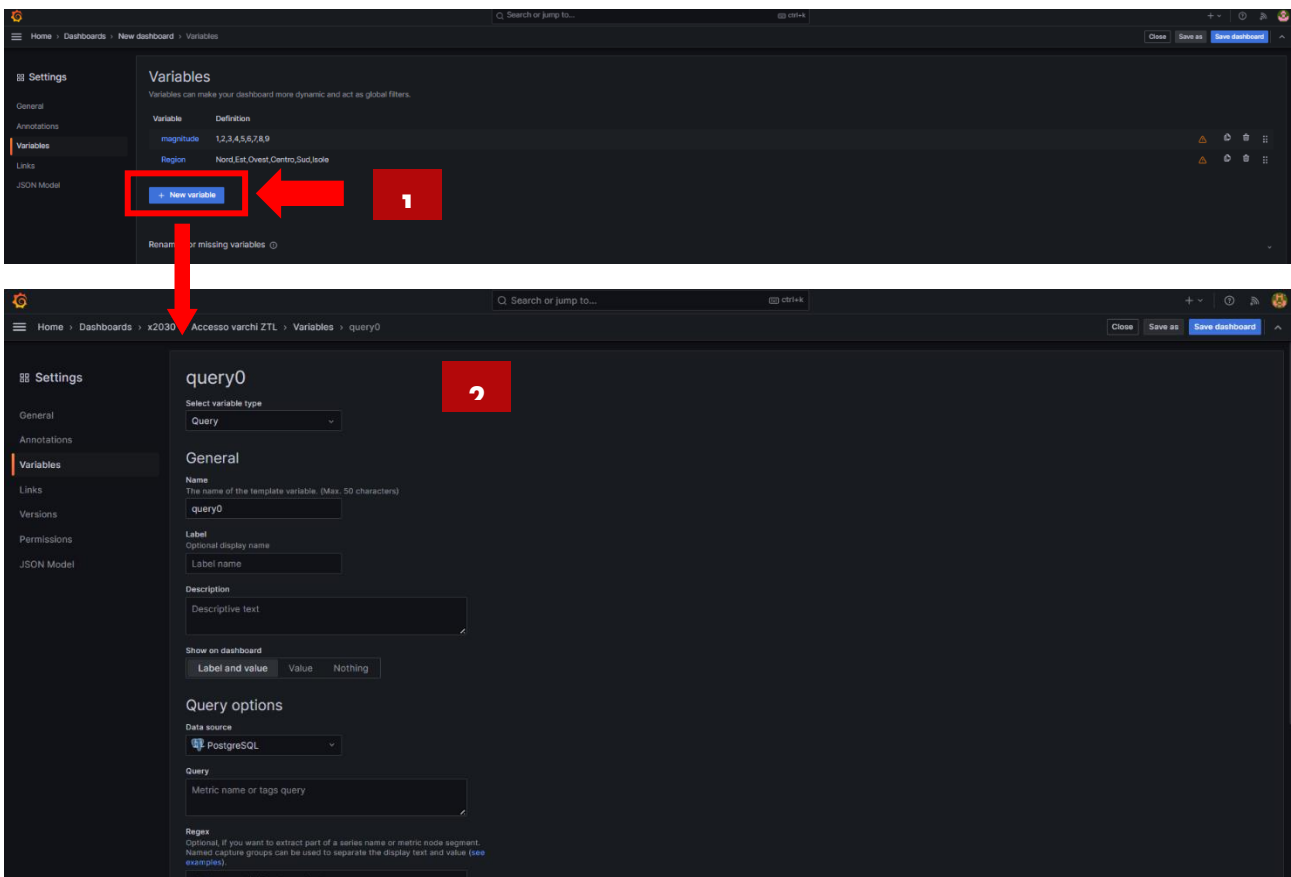 Search or jump to...
ctrl+k
Home › Dashboards › New dashboard › Variables
Close
Save as
Save dashboard
Settings
General
Annotations
Variables
Links
JSON Model
Variables
Variables can make your dashboard more dynamic and act as global filters.
Variable Definition
magnitude 1,2,3,4,5,6,7,8,9
Region Nord,Est,Ovest,Centro,Sud,Isole
+ New variable
1
or missing variables
Search or jump to...
ctrl+k
Home › Dashboards › x2030 Accesso varchi ZTL › Variables › query0
Close
Save as
Save dashboard
Settings
General
Annotations
Variables
Links
Versions
Permissions
JSON Model
query0
2
Select variable type
Query
General
Name
The name of the template variable. (Max. 50 characters)
query0
Label
Optional display name
Label name
Description
Descriptive text
Show on dashboard
Label and value Value Nothing
Query options
Data source
PostgreSQL
Query
Metric name or tags query
Regex
Optional, if you want to extract part of a series name or metric node segment.
Named capture groups can be used to separate the display text and value (see
examples).